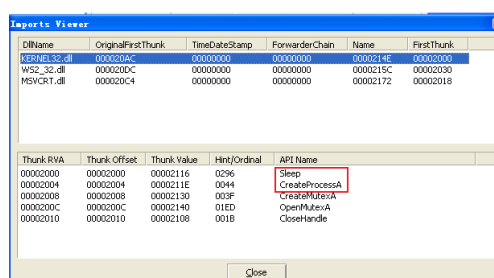 Imports Viewer
DllName OriginalFirstThunk TimeDateStamp ForwarderChain Name FirstThunk
KERNEL32.dll 000020AC 00000000 00000000 0000214E 00002000
WS2_32.dll 000020DC 00000000 00000000 0000215C 00002030
MSVCRT.dll 000020C4 00000000 00000000 00002172 00002018
Thunk RVA Thunk Offset Thunk Value Hint/Ordinal API Name
00002000 00002000 00002116 0296 Sleep
00002004 00002004 0000211E 0044 CreateProcessA
00002008 00002008 00002130 003F CreateMutexA
0000200C 0000200C 00002140 01ED OpenMutexA
00002010 00002010 00002108 001B CloseHandle
Close